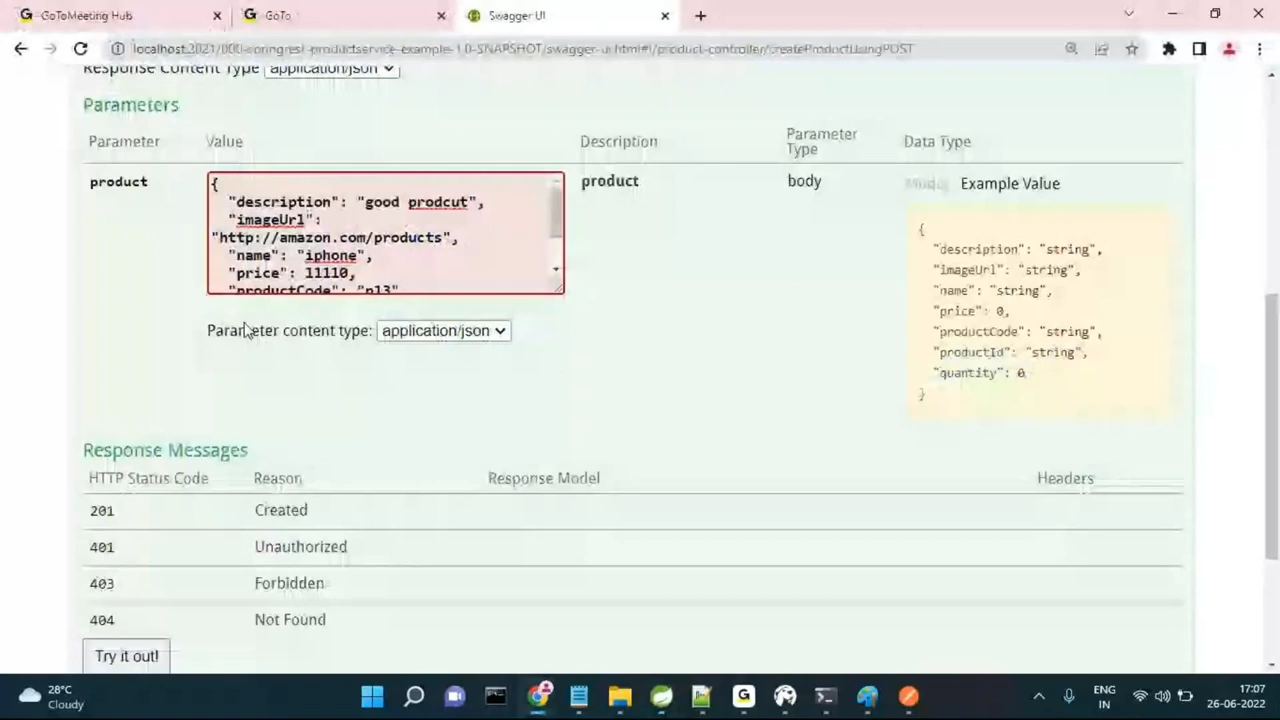 GoToMeeting Hub
GoTo
Swagger UI
localhost:2021/000-springrest-productservice-example-1.0-SNAPSHOT/swagger-ui.html#!/product-controller/createProductUsingPOST
Response Content Type application/json
Parameters
Parameter Value Description Parameter Type Data Type
product
{
"description": "good prodcut",
"imageUrl":
"http://amazon.com/products",
"name": "iphone",
"price": 11110,
"productCode": "p13"
product
body
Model Example Value
{
"description": "string",
"imageUrl": "string",
"name": "string",
"price": 0,
"productCode": "string",
"productId": "string",
"quantity": 0
}
Parameter content type: application/json
Response Messages
HTTP Status Code Reason Response Model Headers
201 Created
401 Unauthorized
403 Forbidden
404 Not Found
Try it out!
28°C
Cloudy
ENG
IN
17:07
26-06-2022